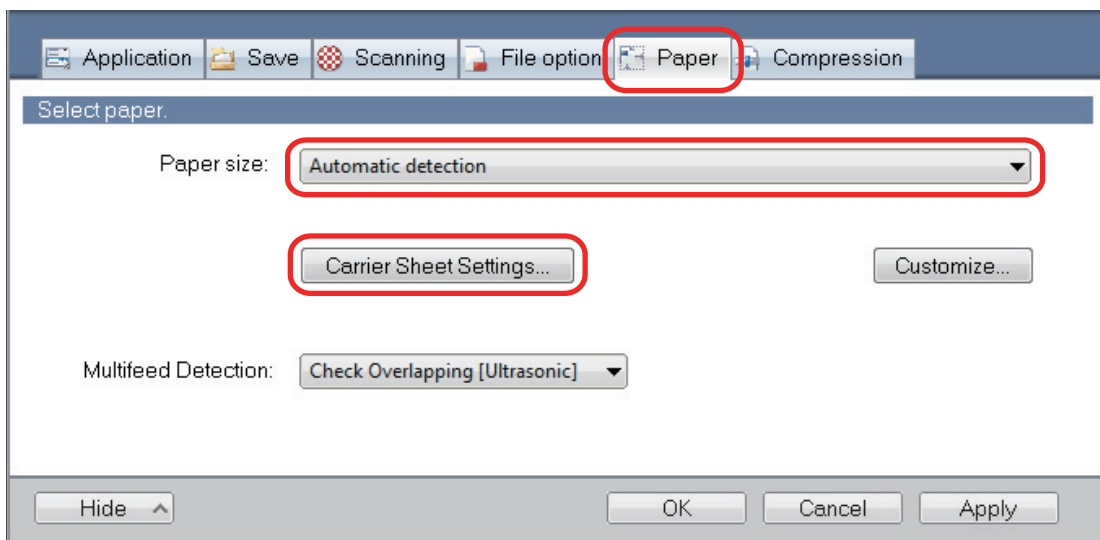 Application Save Scanning File option Paper Compression
Select paper.
Paper size: Automatic detection
Carrier Sheet Settings... Customize...
Multifeed Detection: Check Overlapping [Ultrasonic]
Hide OK Cancel Apply